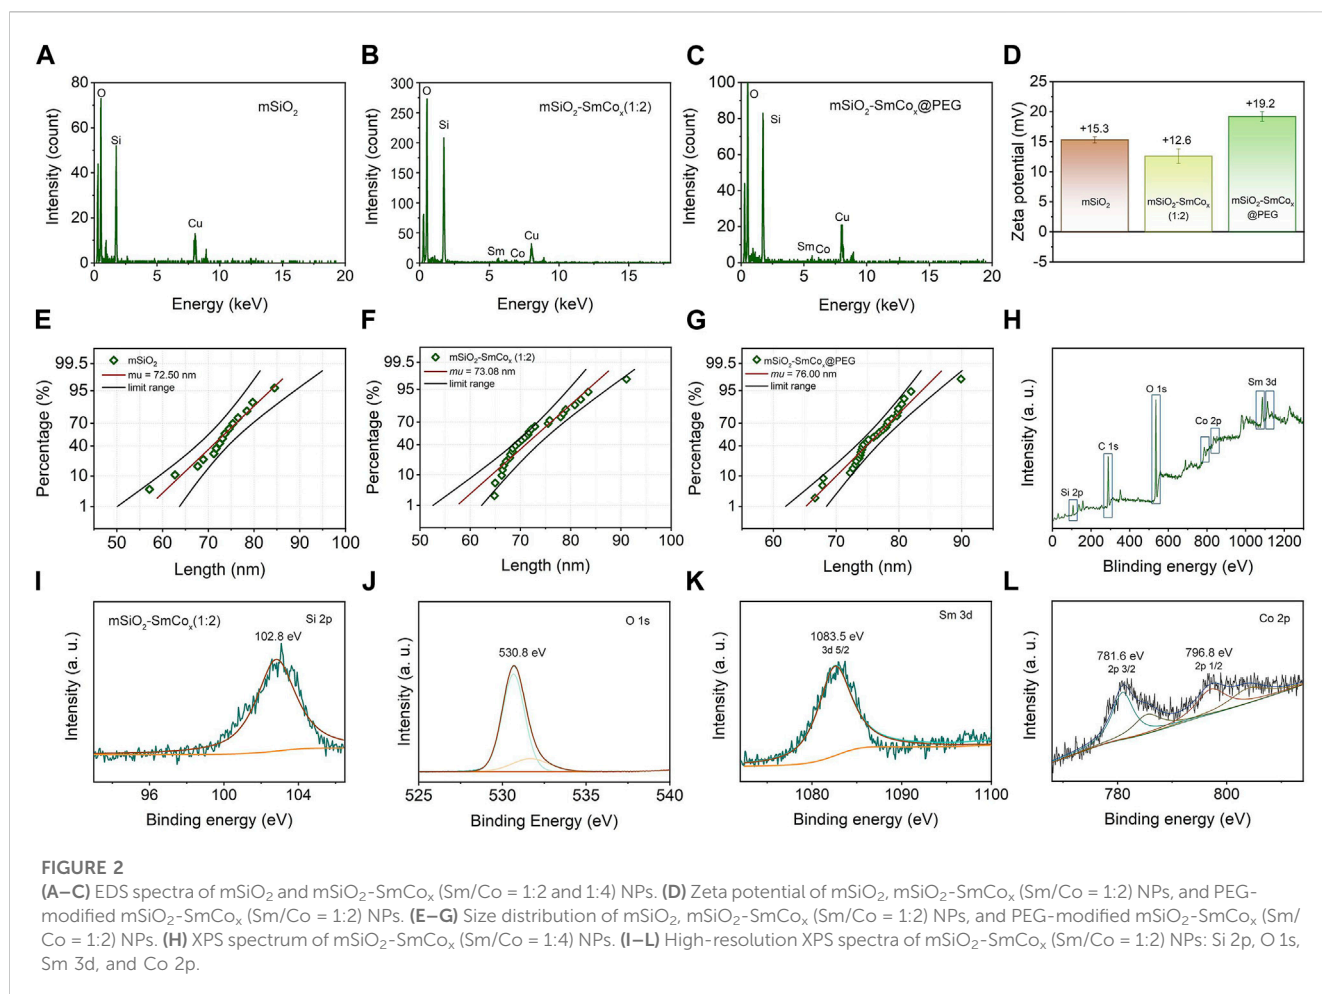 A
B
C
D
80
60
40
20
0
O
Si
Cu
mSiO₂
Intensity (count)
0 5 10 15 20
Energy (keV)
300
250
200
150
100
50
0
O
Si
Sm Co
Cu
mSiO₂-SmCoₓ(1:2)
Intensity (count)
0 5 10 15
Energy (keV)
100
80
60
40
20
0
O
Si
Sm Co
Cu
mSiO₂-SmCoₓ@PEG
Intensity (count)
0 5 10 15 20
Energy (keV)
25
20
15
10
5
0
-5
Zeta potential (mV)
+15.3
+12.6
+19.2
mSiO₂
mSiO₂-SmCoₓ
(1:2)
mSiO₂-SmCoₓ
@PEG
E
F
G
H
99.5
95
70
40
10
1
Percentage (%)
mSiO₂
mu = 72.50 nm
limit range
50 60 70 80 90 100
Length (nm)
99.5
95
70
40
10
1
Percentage (%)
mSiO₂-SmCoₓ (1:2)
mu = 73.08 nm
limit range
50 60 70 80 90 100
Length (nm)
99.5
95
70
40
10
1
Percentage (%)
mSiO₂-SmCoₓ@PEG
mu = 76.00 nm
limit range
60 70 80 90
Length (nm)
Intensity (a. u.)
Si 2p
C 1s
O 1s
Co 2p
Sm 3d
0 200 400 600 800 1000 1200
Blinding energy (eV)
I
J
K
L
mSiO₂-SmCoₓ(1:2)
Si 2p
102.8 eV
Intensity (a. u.)
96 100 104
Binding energy (eV)
O 1s
530.8 eV
Intensity (a. u.)
525 530 535 540
Binding Energy (eV)
Sm 3d
1083.5 eV
3d 5/2
Intensity (a. u.)
1080 1090 1100
Binding energy (eV)
Co 2p
781.6 eV
2p 3/2
796.8 eV
2p 1/2
Intensity (a. u.)
780 800
Binding energy (eV)
FIGURE 2
(A–C) EDS spectra of mSiO₂ and mSiO₂-SmCoₓ (Sm/Co = 1:2 and 1:4) NPs. (D) Zeta potential of mSiO₂, mSiO₂-SmCoₓ (Sm/Co = 1:2) NPs, and PEG-
modified mSiO₂-SmCoₓ (Sm/Co = 1:2) NPs. (E–G) Size distribution of mSiO₂, mSiO₂-SmCoₓ (Sm/Co = 1:2) NPs, and PEG-modified mSiO₂-SmCoₓ (Sm/
Co = 1:2) NPs. (H) XPS spectrum of mSiO₂-SmCoₓ (Sm/Co = 1:4) NPs. (I–L) High-resolution XPS spectra of mSiO₂-SmCoₓ (Sm/Co = 1:2) NPs: Si 2p, O 1s,
Sm 3d, and Co 2p.